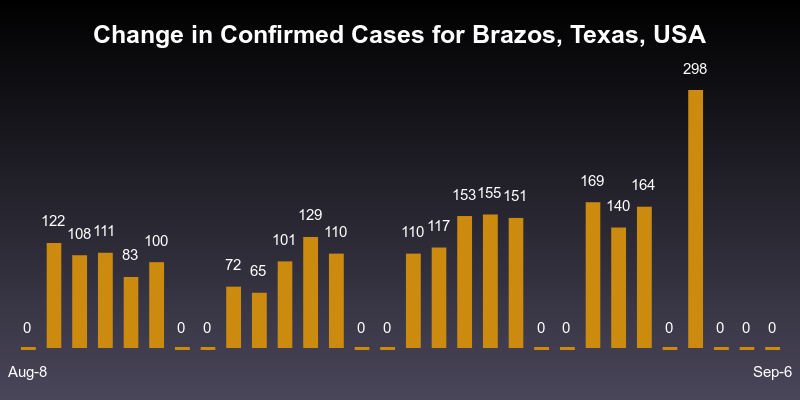 Change in Confirmed Cases for Brazos, Texas, USA
0 122 108 111 83 100 0 0 72 65 101 129 110 0 0 110 117 153 155 151 0 0 169 140 164 0 298 0 0 0
Aug-8 Sep-6